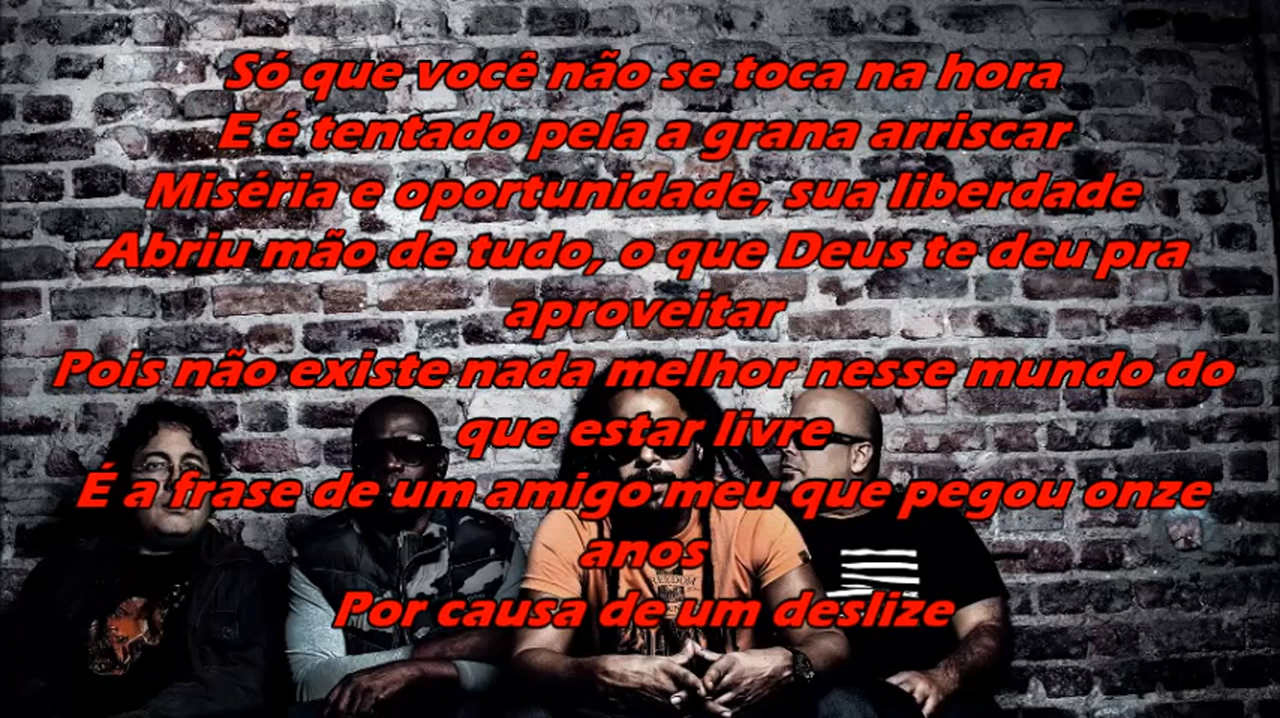 Só que você não se toca na hora
E é tentado pela a grana arriscar
Miséria e oportunidade, sua liberdade
Abriu mão de tudo, o que Deus te deu pra
aproveitar
Pois não existe nada melhor nesse mundo do
que estar livre
É a frase de um amigo meu que pegou onze
anos
Por causa de um deslize